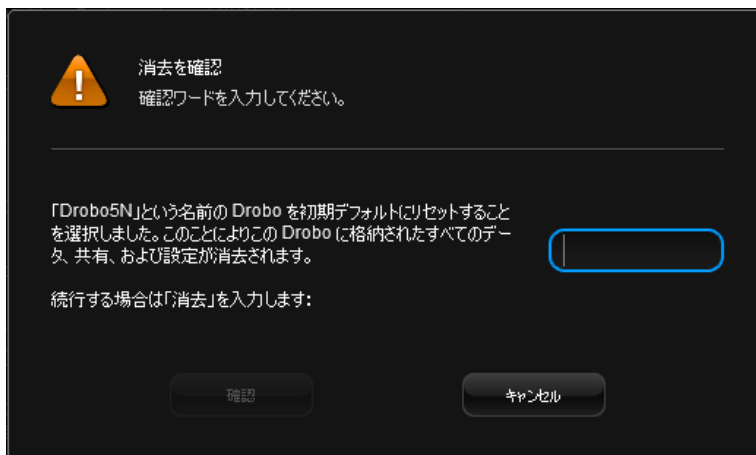 消去を確認
確認ワードを入力してください。
「Drobo5N」という名前の Drobo を初期デフォルトにリセットすること
を選択しました。このことによりこの Drobo に格納されたすべてのデー
タ、共有、および設定が消去されます。
続行する場合は「消去」を入力します:
確認
キャンセル